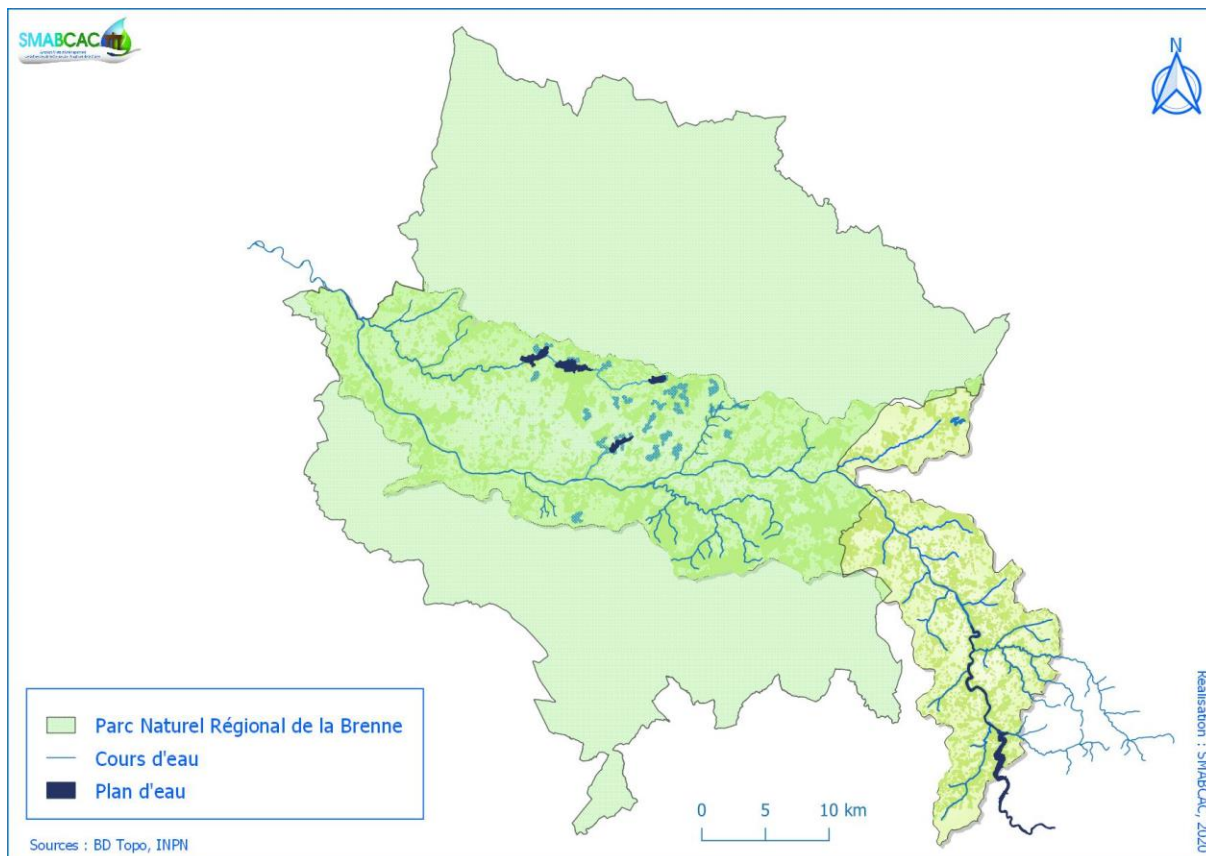 SMABCAC
N
Parc Naturel Régional de la Brenne
Cours d'eau
Plan d'eau
0 5 10 km
Sources : BD Topo, INPN
Réalisation : SMABCAC, 2020